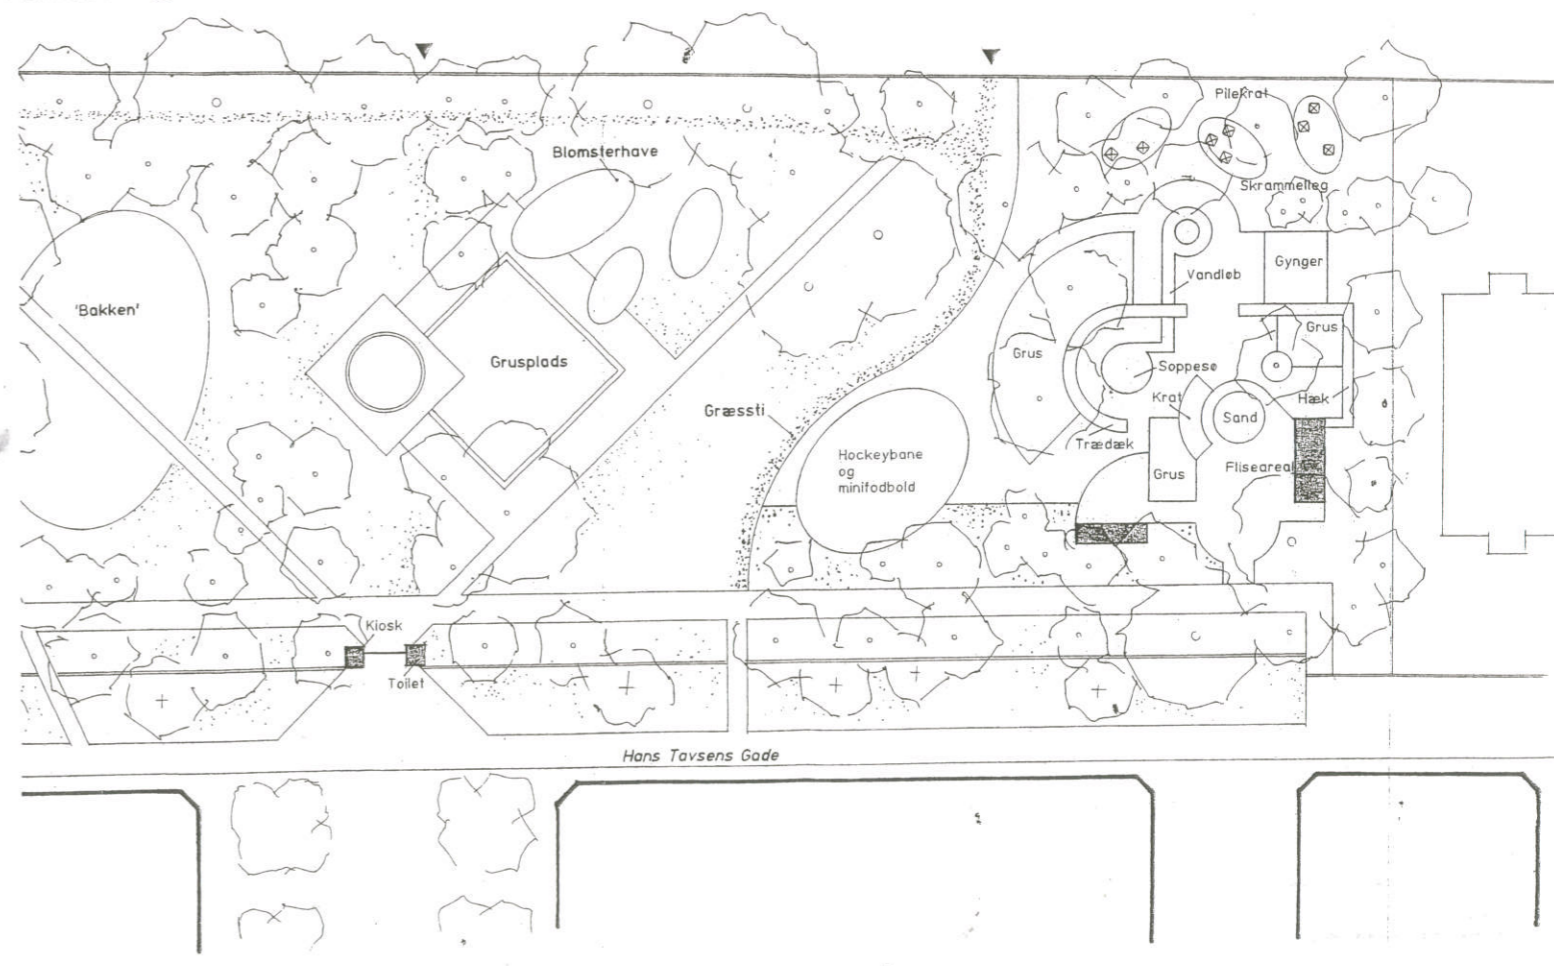 Pilekrat
Blomsterhave
Skrammelleg
Vandløb
Gynger
'Bakken'
Grus
Grusplads
Grus
Soppesø
Græssti
Krat
Hæk
Sand
Trædæk
Hockeybane
og
minifodbold
Grus
Fliseareal
Kiosk
Toilet
Hans Tavsens Gade